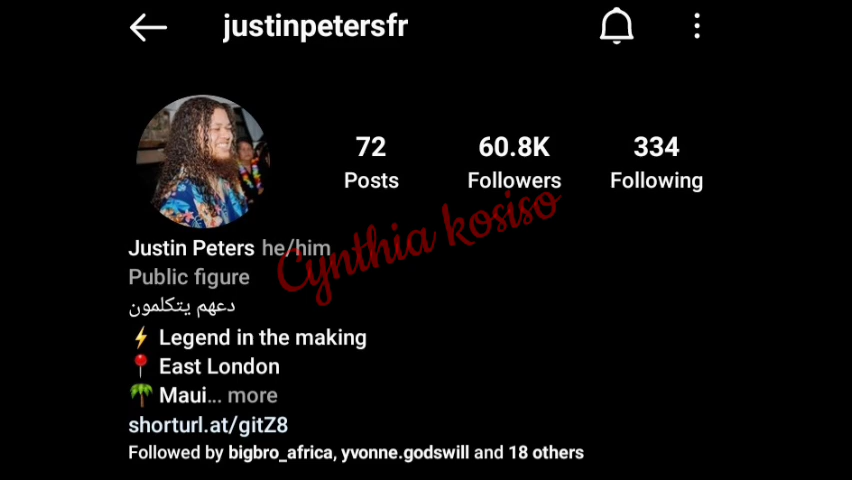 justinpetersfr
72
60.8K
334
Posts
Followers
Following
Cynthia kosiso
Justin Peters he/him
Public figure
دعهم يتكلمون
⚡ Legend in the making
📍 East London
🌴 Maui... more
shorturl.at/gitZ8
Followed by bigbro_africa, yvonne.godswill and 18 others